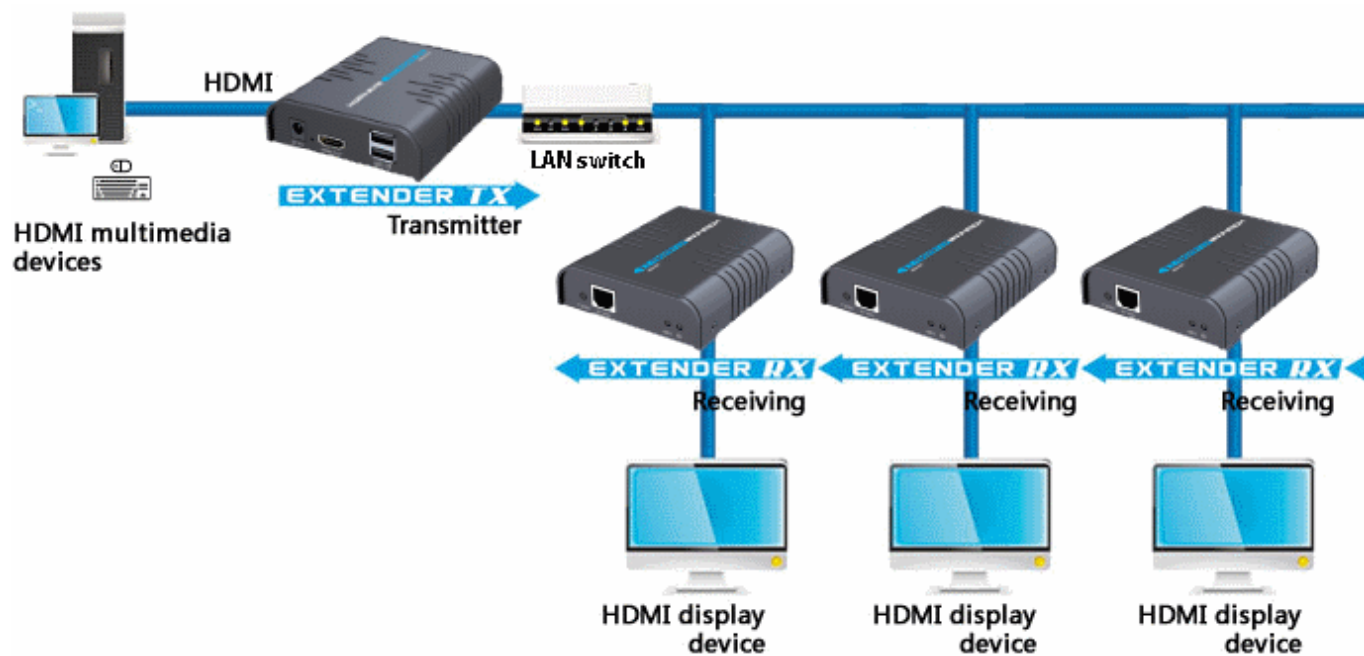 HDMI
LAN switch
EXTENDER TX
Transmitter
HDMI multimedia
devices
EXTENDER RX
EXTENDER RX
EXTENDER RX
Receiving
Receiving
Receiving
HDMI display
device
HDMI display
device
HDMI display
device